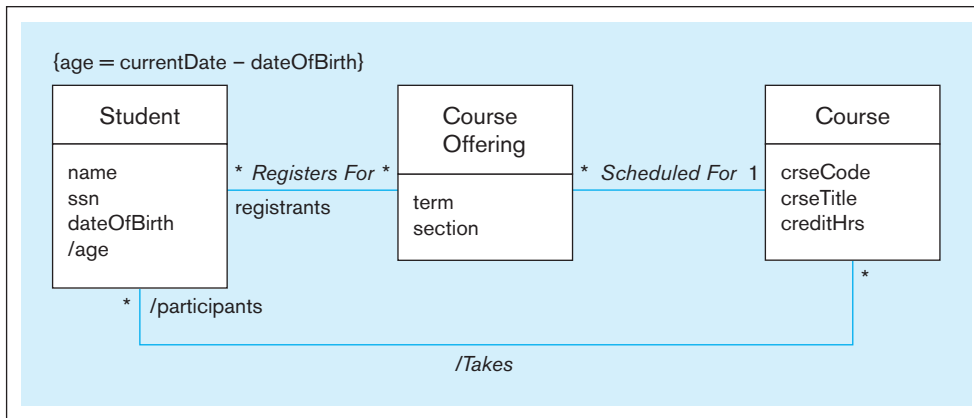 {age = currentDate – dateOfBirth}
Student
name
ssn
dateOfBirth
/age
* Registers For *
registrants
Course
Offering
term
section
* Scheduled For 1
Course
crseCode
crseTitle
creditHrs
* /participants
*
/Takes